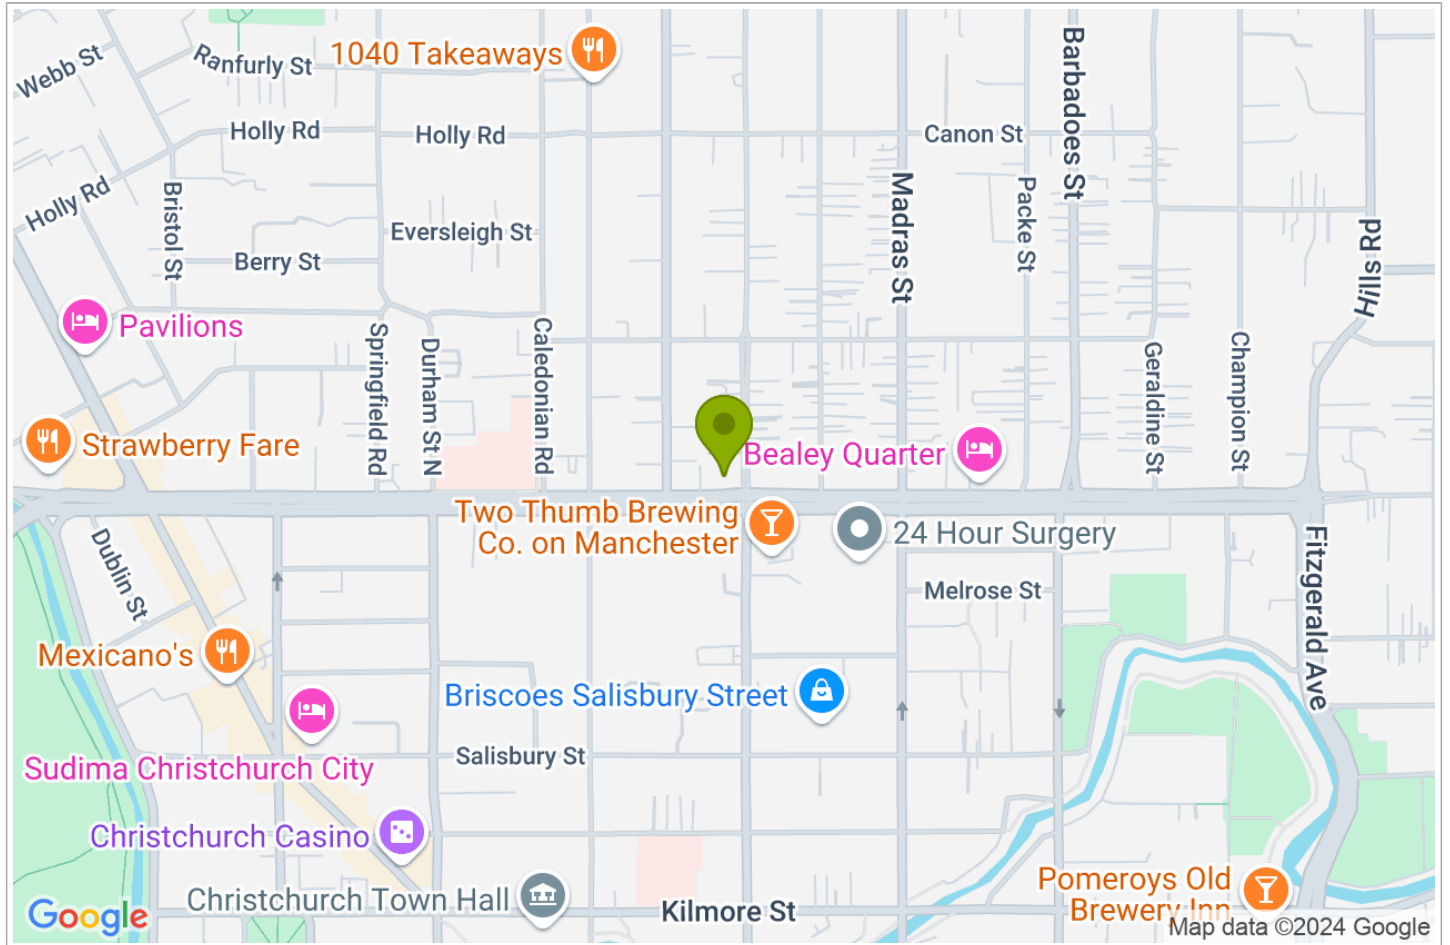 Webb St
Ranfurly St
1040 Takeaways
Barbadoes St
Holly Rd
Holly Rd
Canon St
Holly Rd
Bristol St
Madras St
Packe St
Eversleigh St
Berry St
Hills Rd
Pavilions
Springfield Rd
Durham St N
Caledonian Rd
Geraldine St
Champion St
Strawberry Fare
Bealey Quarter
Two Thumb Brewing
Co. on Manchester
24 Hour Surgery
Dublin St
Fitzgerald Ave
Melrose St
Mexicano's
Briscoes Salisbury Street
Salisbury St
Sudima Christchurch City
Christchurch Casino
Christchurch Town Hall
Kilmore St
Pomeroys Old
Brewery Inn
Google
Map data ©2024 Google